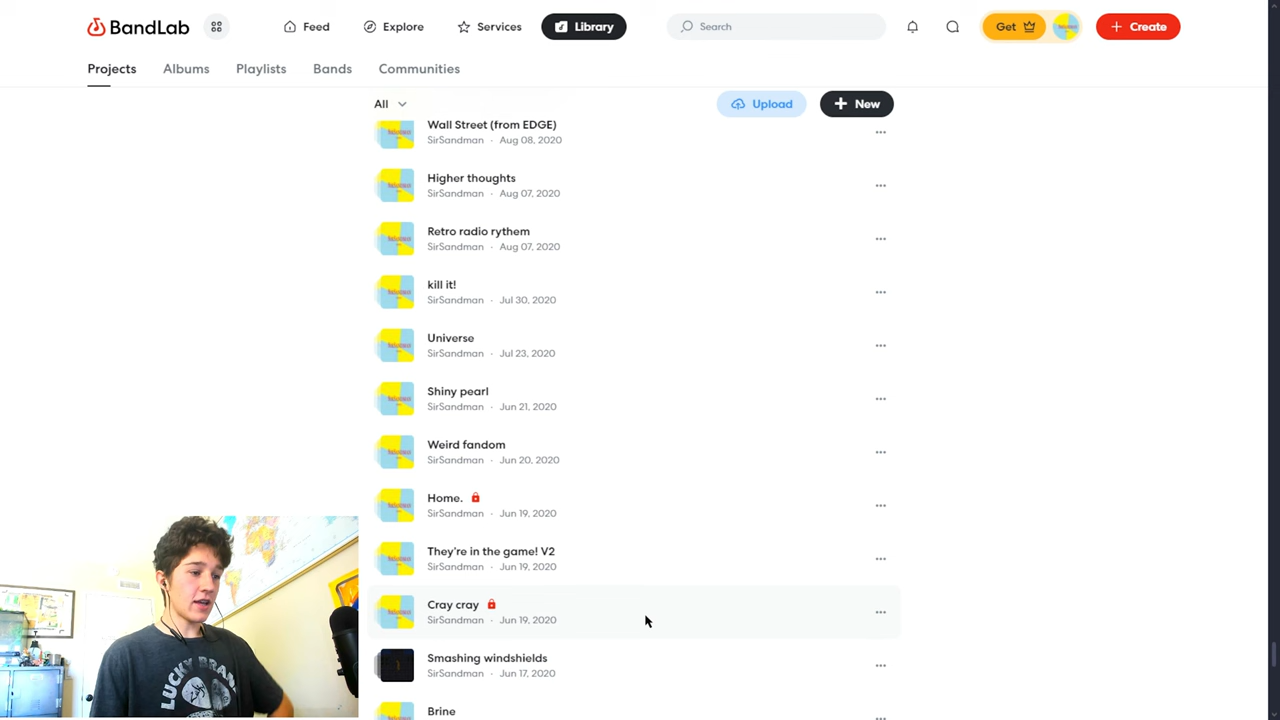 BandLab
Feed
Explore
Services
Library
Search
Get
+ Create
Projects
Albums
Playlists
Bands
Communities
All
Upload
+ New
Wall Street (from EDGE)
SirSandman · Aug 08, 2020
Higher thoughts
SirSandman · Aug 07, 2020
Retro radio rythem
SirSandman · Aug 07, 2020
kill it!
SirSandman · Jul 30, 2020
Universe
SirSandman · Jul 23, 2020
Shiny pearl
SirSandman · Jun 21, 2020
Weird fandom
SirSandman · Jun 20, 2020
Home.
SirSandman · Jun 19, 2020
They're in the game! V2
SirSandman · Jun 19, 2020
Cray cray
SirSandman · Jun 19, 2020
Smashing windshields
SirSandman · Jun 17, 2020
Brine
LUCKY BRAND